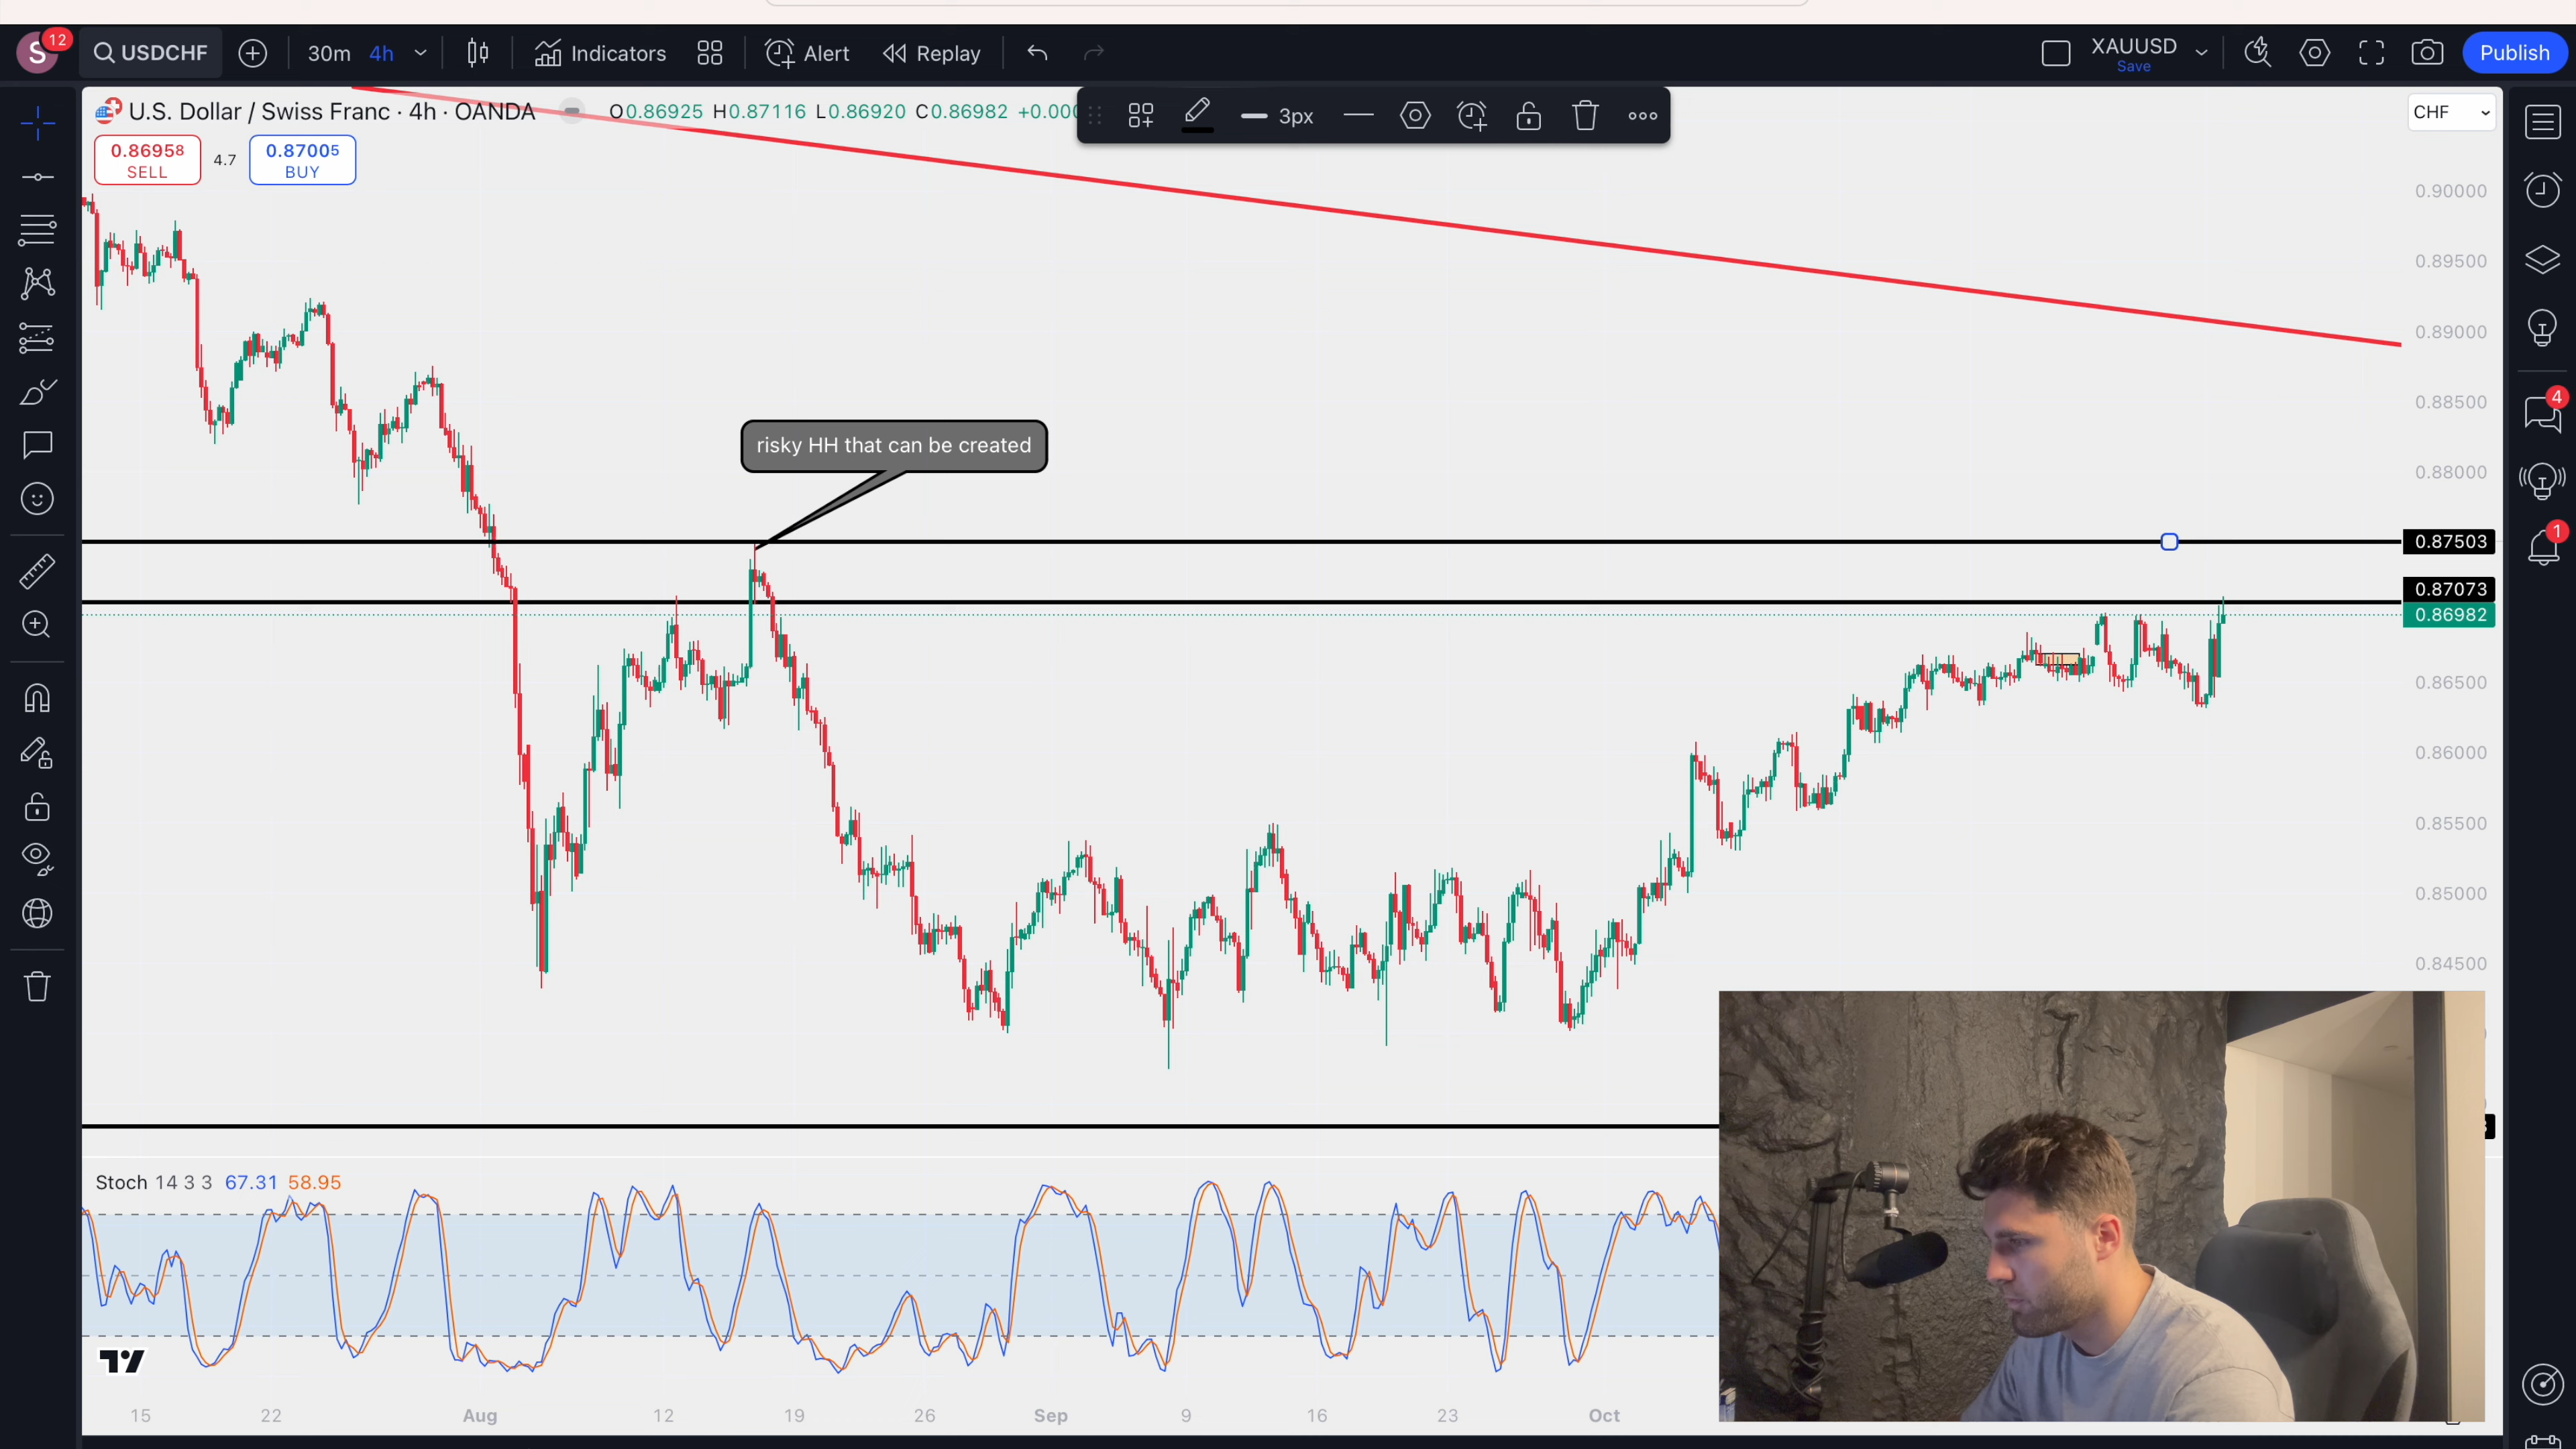 S
12
USDCHF
30m
4h
Indicators
Alert
Replay
XAUUSD
Save
Publish
U.S. Dollar / Swiss Franc · 4h · OANDA
O0.86925 H0.87116 L0.86920 C0.86982
3px
CHF
0.86958
SELL
4.7
0.87005
BUY
0.90000
0.89500
0.89000
0.88500
4
risky HH that can be created
0.88000
0.87503
1
0.87073
0.86982
0.86500
0.86000
0.85500
0.85000
0.84500
Stoch 14 3 3 67.31 58.95
15
22
Aug
12
19
26
Sep
9
16
23
Oct